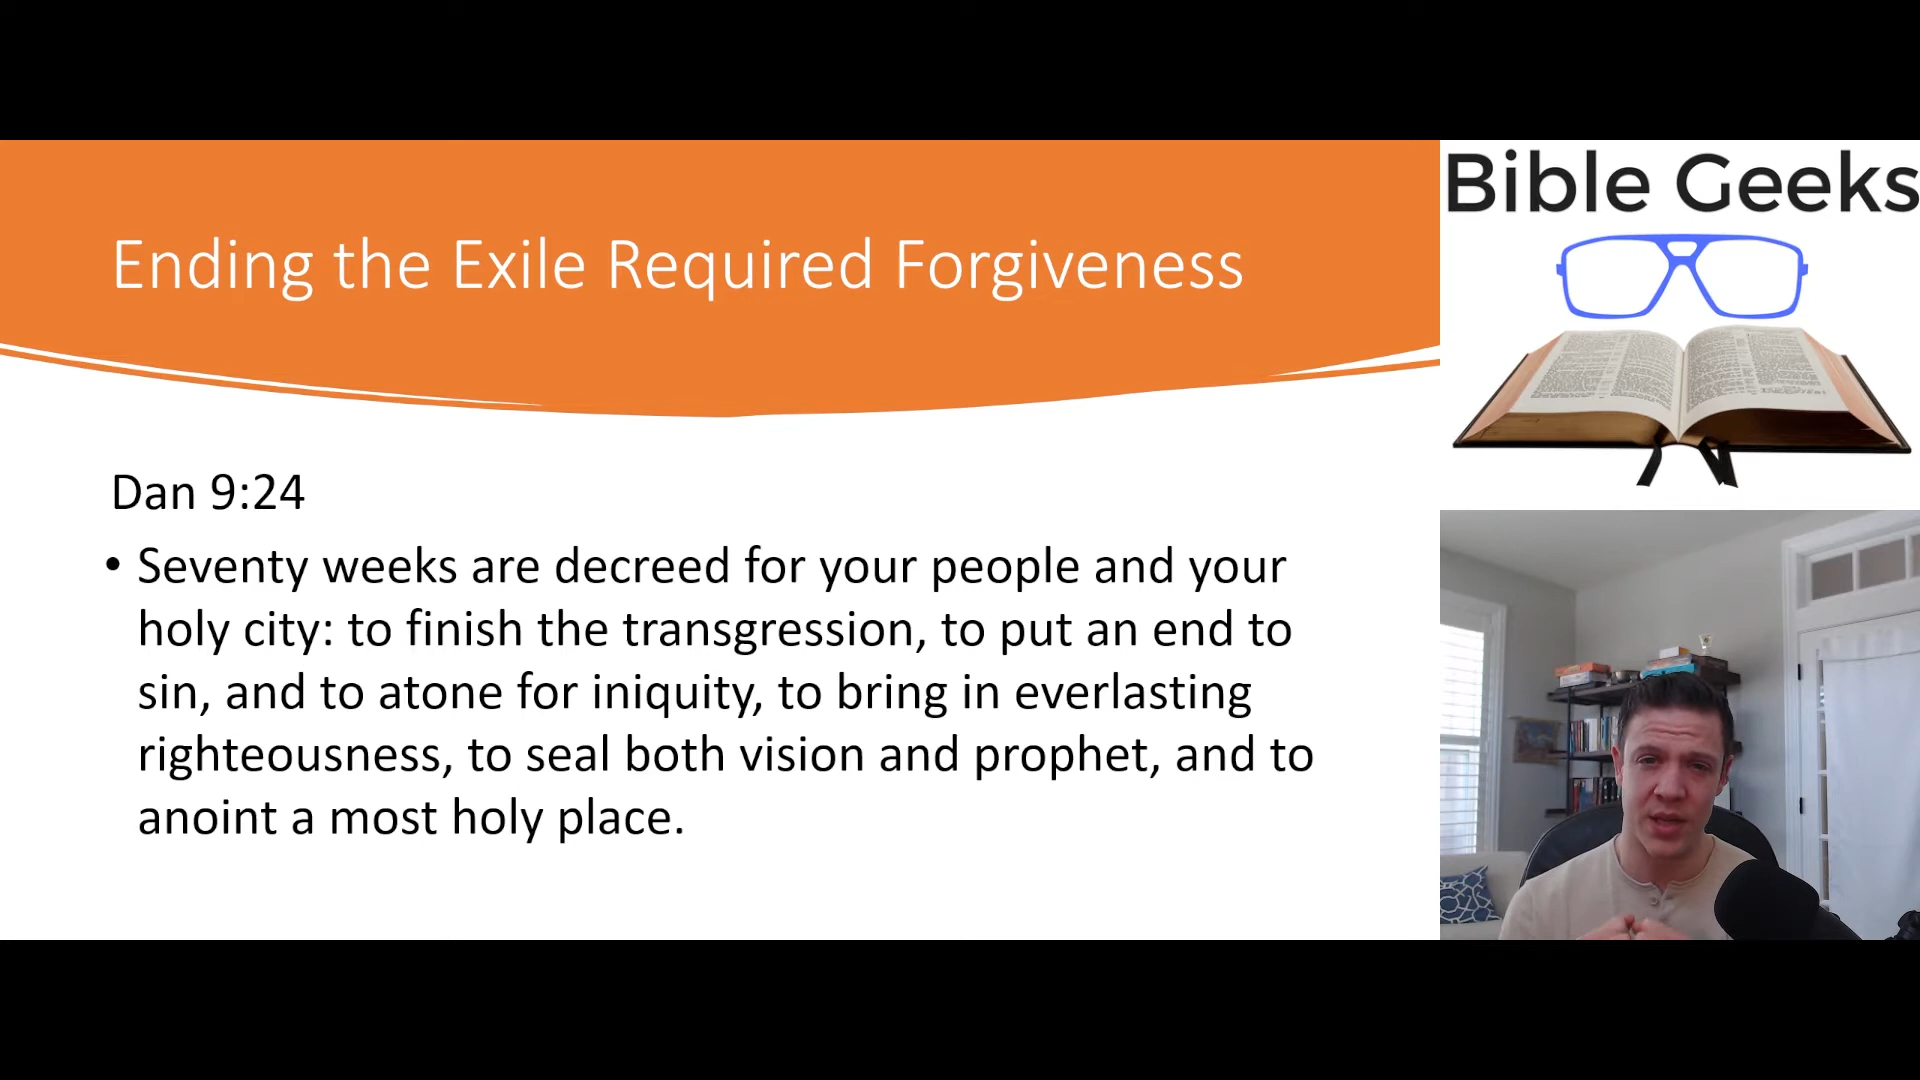 Ending the Exile Required Forgiveness
Bible Geeks
Dan 9:24
• Seventy weeks are decreed for your people and your
holy city: to finish the transgression, to put an end to
sin, and to atone for iniquity, to bring in everlasting
righteousness, to seal both vision and prophet, and to
anoint a most holy place.